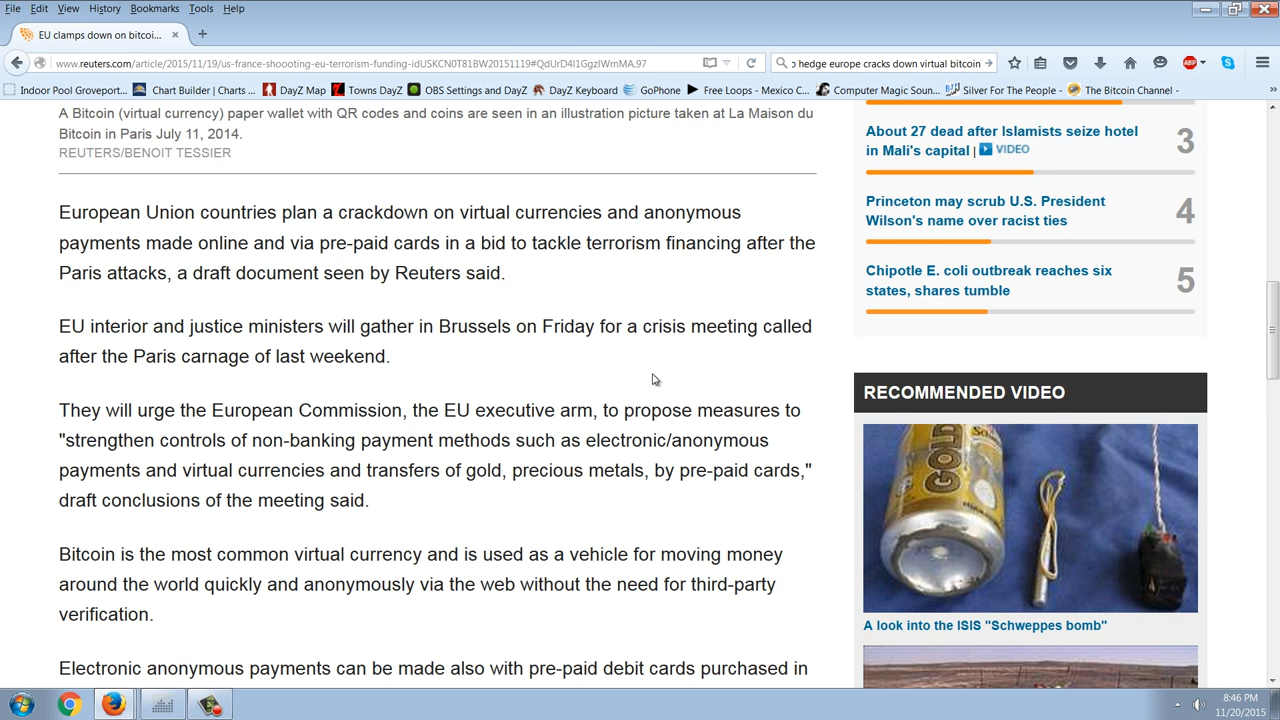 File Edit View History Bookmarks Tools Help
EU clamps down on bitcoi... × +
www.reuters.com/article/2015/11/19/us-france-shoooting-eu-terrorism-funding-idUSKCN0T81BW20151119#QdUrD4l1GgzlWmMA.97
hedge europe cracks down virtual bitcoin
ABP
Indoor Pool Groveport... Chart Builder | Charts ... DayZ Map Towns DayZ OBS Settings and DayZ DayZ Keyboard GoPhone Free Loops - Mexico C... Computer Magic Soun... Silver For The People - The Bitcoin Channel - »
A Bitcoin (virtual currency) paper wallet with QR codes and coins are seen in an illustration picture taken at La Maison du
Bitcoin in Paris July 11, 2014.
REUTERS/BENOIT TESSIER
European Union countries plan a crackdown on virtual currencies and anonymous
payments made online and via pre-paid cards in a bid to tackle terrorism financing after the
Paris attacks, a draft document seen by Reuters said.
EU interior and justice ministers will gather in Brussels on Friday for a crisis meeting called
after the Paris carnage of last weekend.
They will urge the European Commission, the EU executive arm, to propose measures to
"strengthen controls of non-banking payment methods such as electronic/anonymous
payments and virtual currencies and transfers of gold, precious metals, by pre-paid cards,"
draft conclusions of the meeting said.
Bitcoin is the most common virtual currency and is used as a vehicle for moving money
around the world quickly and anonymously via the web without the need for third-party
verification.
Electronic anonymous payments can be made also with pre-paid debit cards purchased in
About 27 dead after Islamists seize hotel
in Mali's capital | VIDEO
3
Princeton may scrub U.S. President
Wilson's name over racist ties
4
Chipotle E. coli outbreak reaches six
states, shares tumble
5
RECOMMENDED VIDEO
GOLD
A look into the ISIS "Schweppes bomb"
8:46 PM
11/20/2015